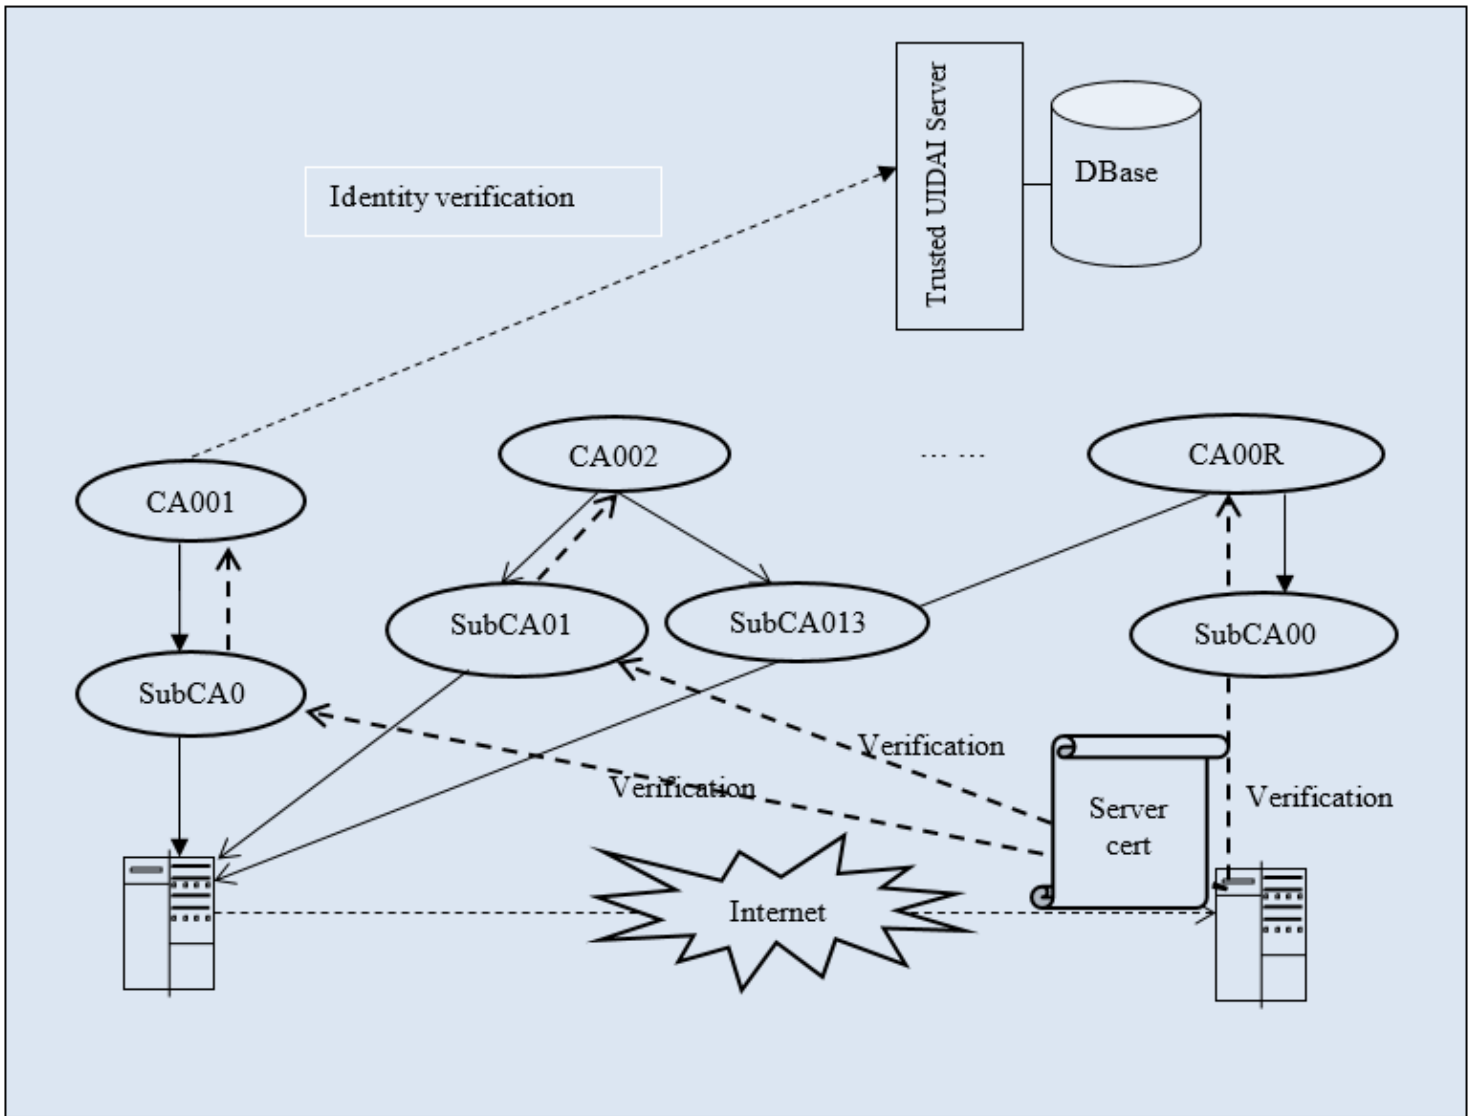 Trusted UIDAI Server
DBase
Identity verification
CA001
CA002
... ...
CA00R
SubCA0
SubCA01
SubCA013
SubCA00
Verification
Verification
Verification
Server
cert
Internet